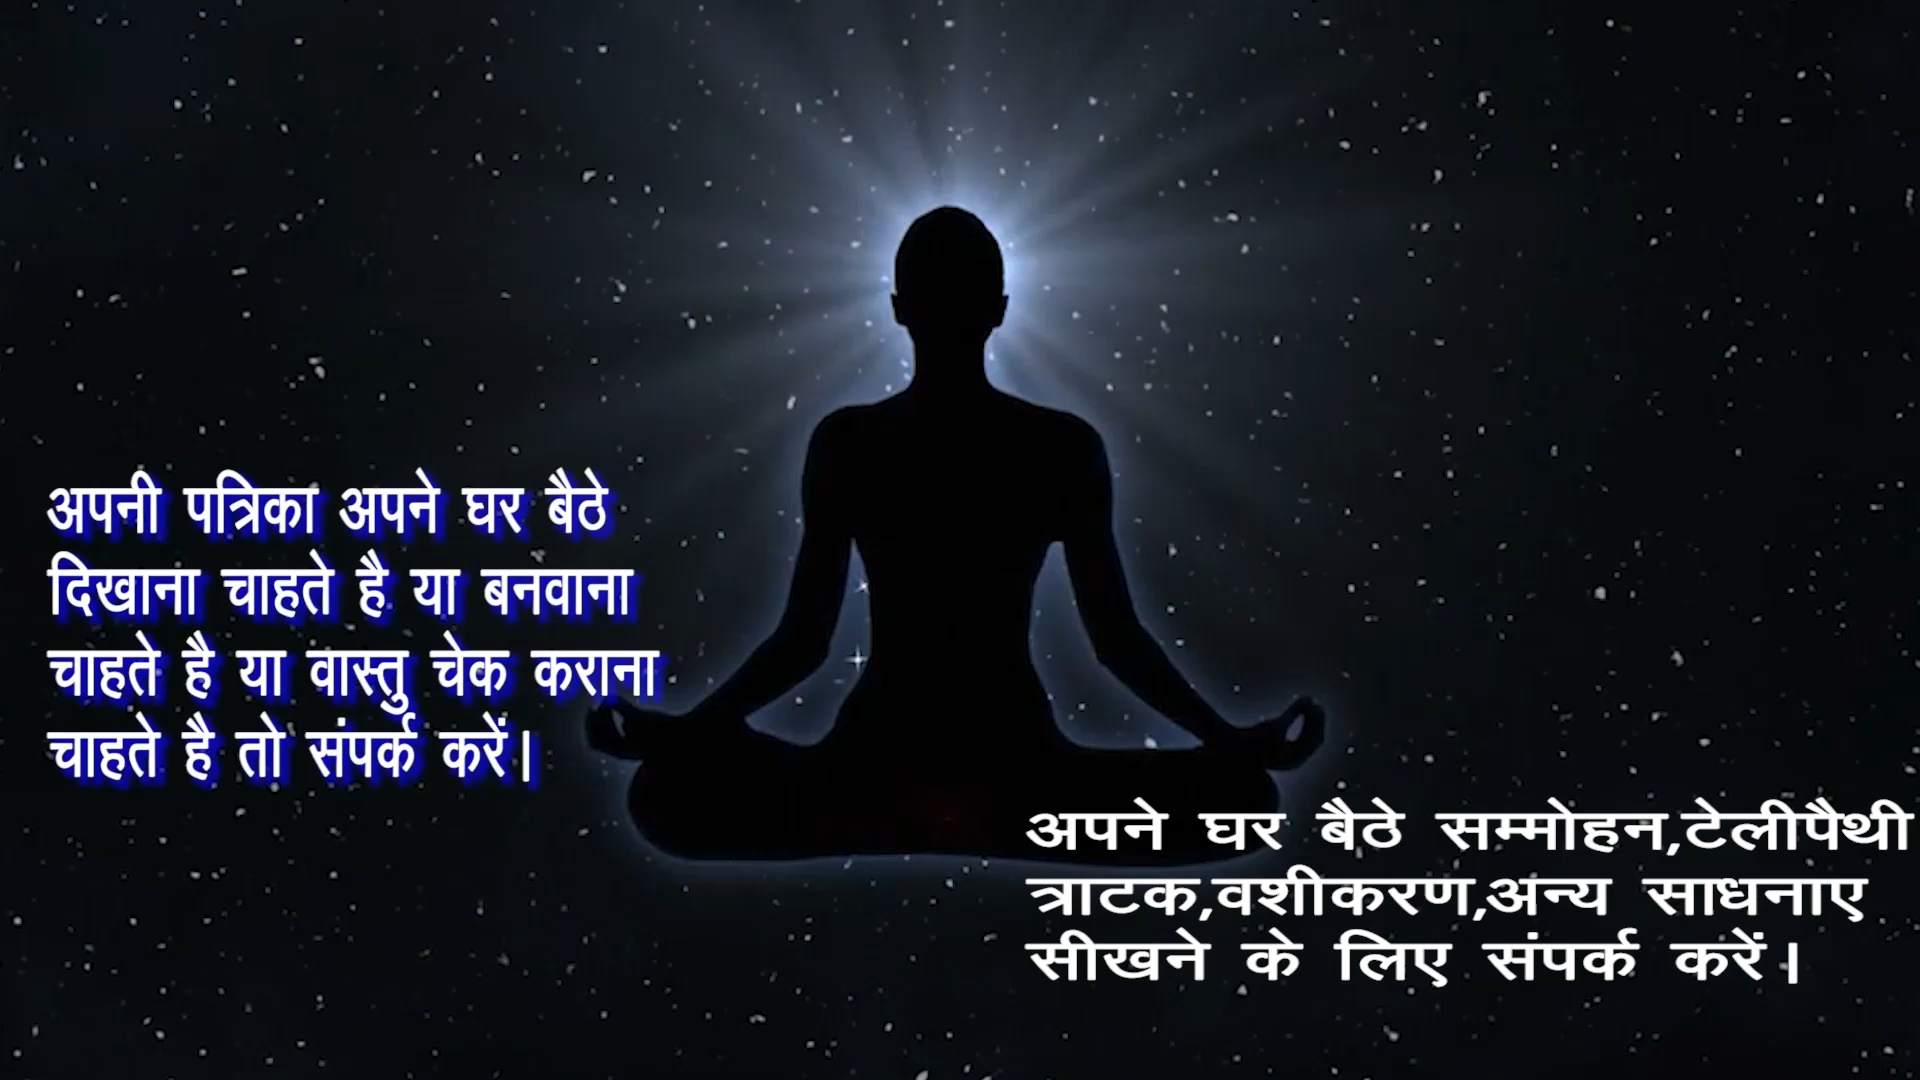 अपनी पत्रिका अपने घर बैठे
दिखाना चाहते है या बनवाना
चाहते है या वास्तु चेक कराना
चाहते है तो संपर्क करें।
अपने घर बैठे सम्मोहन,टेलीपैथी
त्राटक,वशीकरण,अन्य साधनाए
सीखने के लिए संपर्क करें।